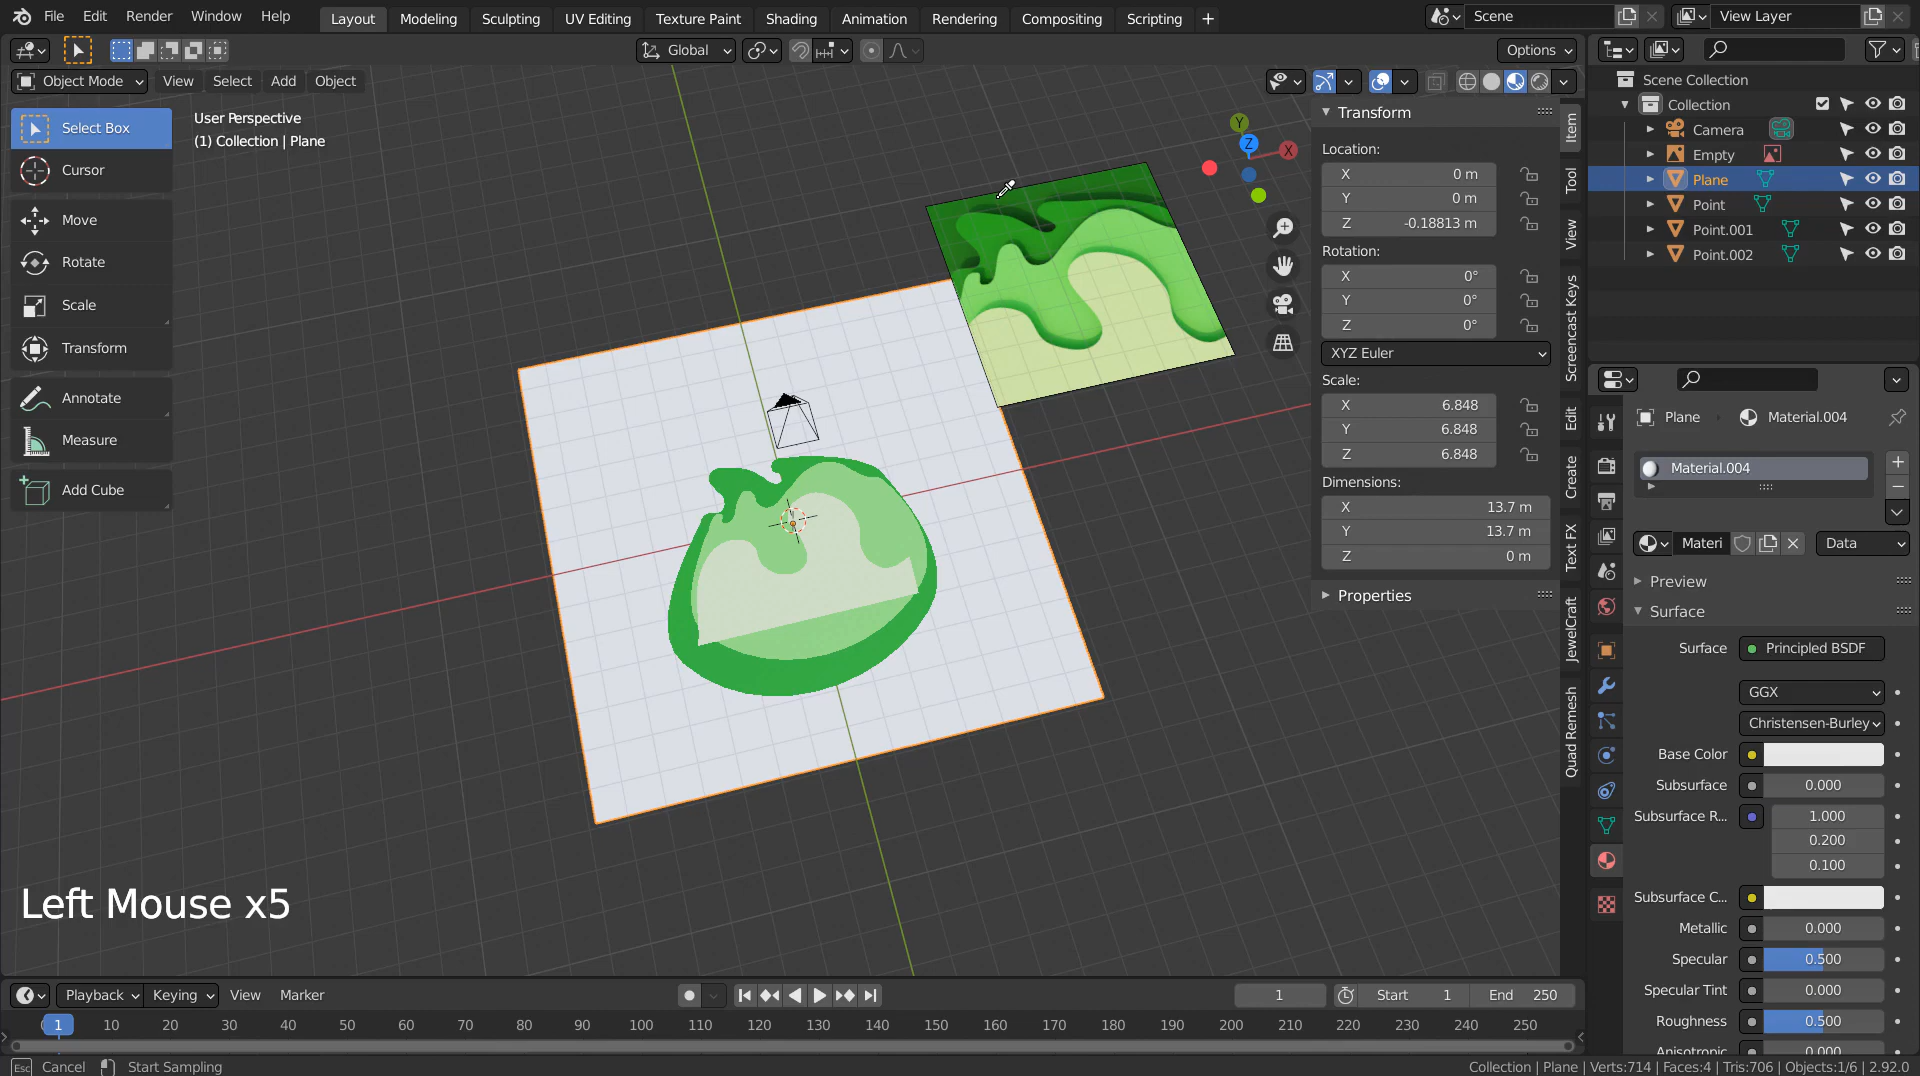 File Edit Render Window Help
Layout Modeling Sculpting UV Editing Texture Paint Shading Animation Rendering Compositing Scripting +
Scene View Layer
Global Options
Object Mode View Select Add Object
Select Box
Cursor
Move
Rotate
Scale
Transform
Annotate
Measure
Add Cube
User Perspective
(1) Collection | Plane
Y
Z
X
Left Mouse x5
Transform
Location:
X 0 m
Y 0 m
Z -0.18813 m
Rotation:
X 0°
Y 0°
Z 0°
XYZ Euler
Scale:
X 6.848
Y 6.848
Z 6.848
Dimensions:
X 13.7 m
Y 13.7 m
Z 0 m
Properties
Item
Tool
View
Screencast Keys
Edit
Create
Text FX
JewelCraft
Quad Remesh
Scene Collection
Collection
Camera
Empty
Plane
Point
Point.001
Point.002
Plane Material.004
Material.004
Materi Data
Preview
Surface
Surface Principled BSDF
GGX
Christensen-Burley
Base Color
Subsurface 0.000
Subsurface R... 1.000
0.200
0.100
Subsurface C...
Metallic 0.000
Specular 0.500
Specular Tint 0.000
Roughness 0.500
Anisotropic 0.000
Playback Keying View Marker
1 Start 1 End 250
1 10 20 30 40 50 60 70 80 90 100 110 120 130 140 150 160 170 180 190 200 210 220 230 240 250
Esc Cancel Start Sampling
Collection | Plane | Verts:714 | Faces:4 | Tris:706 | Objects:1/6 | 2.92.0